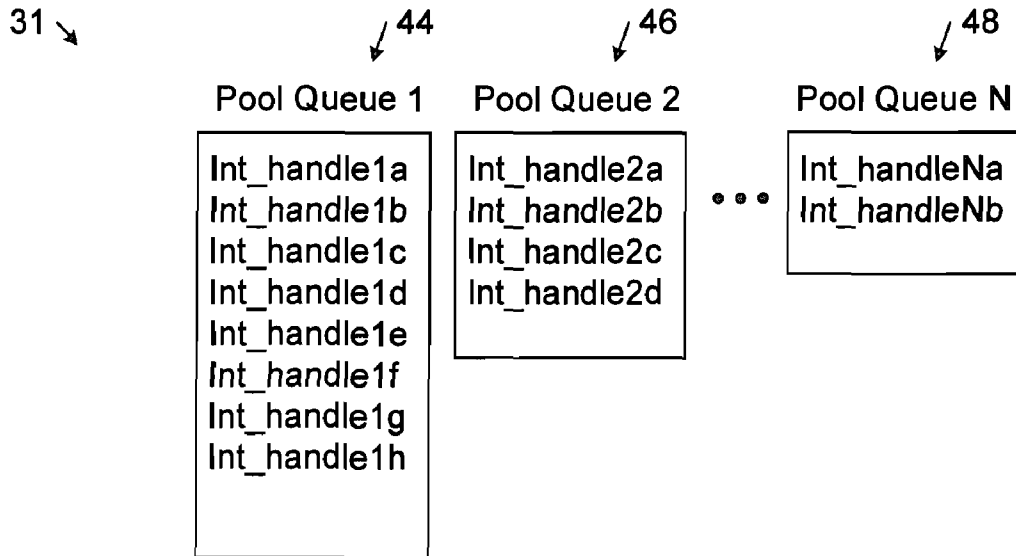 31
44
46
48
Pool Queue 1
Pool Queue 2
Pool Queue N
Int_handle1a
Int_handle1b
Int_handle1c
Int_handle1d
Int_handle1e
Int_handle1f
Int_handle1g
Int_handle1h
Int_handle2a
Int_handle2b
Int_handle2c
Int_handle2d
Int_handleNa
Int_handleNb